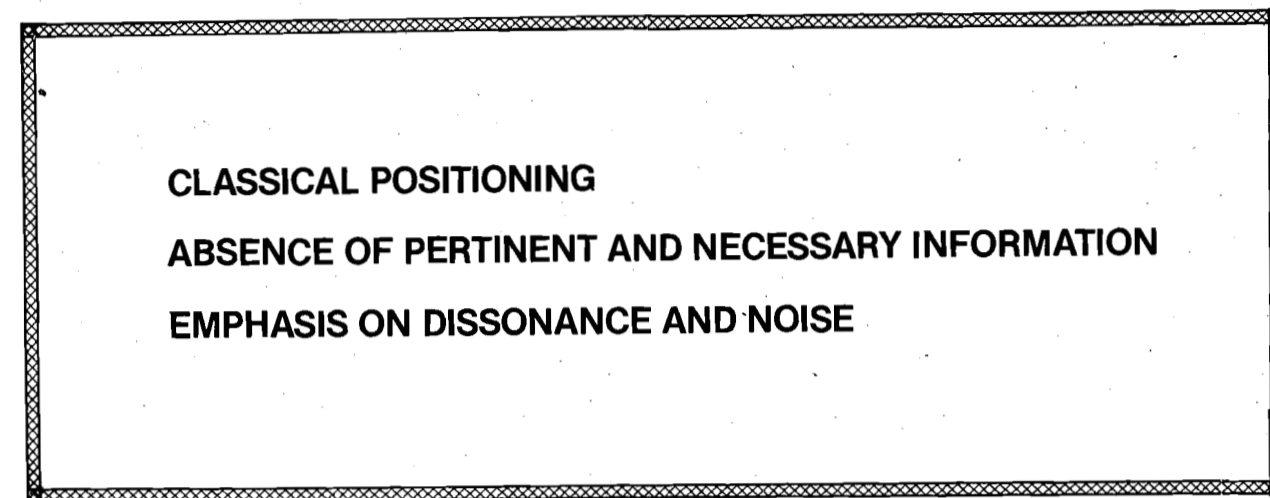 CLASSICAL POSITIONING
ABSENCE OF PERTINENT AND NECESSARY INFORMATION
EMPHASIS ON DISSONANCE AND NOISE